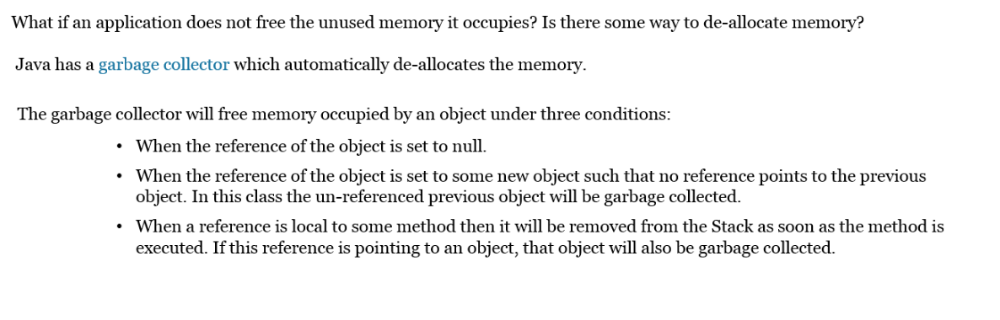 What if an application does not free the unused memory it occupies? Is there some way to de-allocate memory?
Java has a garbage collector which automatically de-allocates the memory.
The garbage collector will free memory occupied by an object under three conditions:
• When the reference of the object is set to null.
• When the reference of the object is set to some new object such that no reference points to the previous
object. In this class the un-referenced previous object will be garbage collected.
• When a reference is local to some method then it will be removed from the Stack as soon as the method is
executed. If this reference is pointing to an object, that object will also be garbage collected.